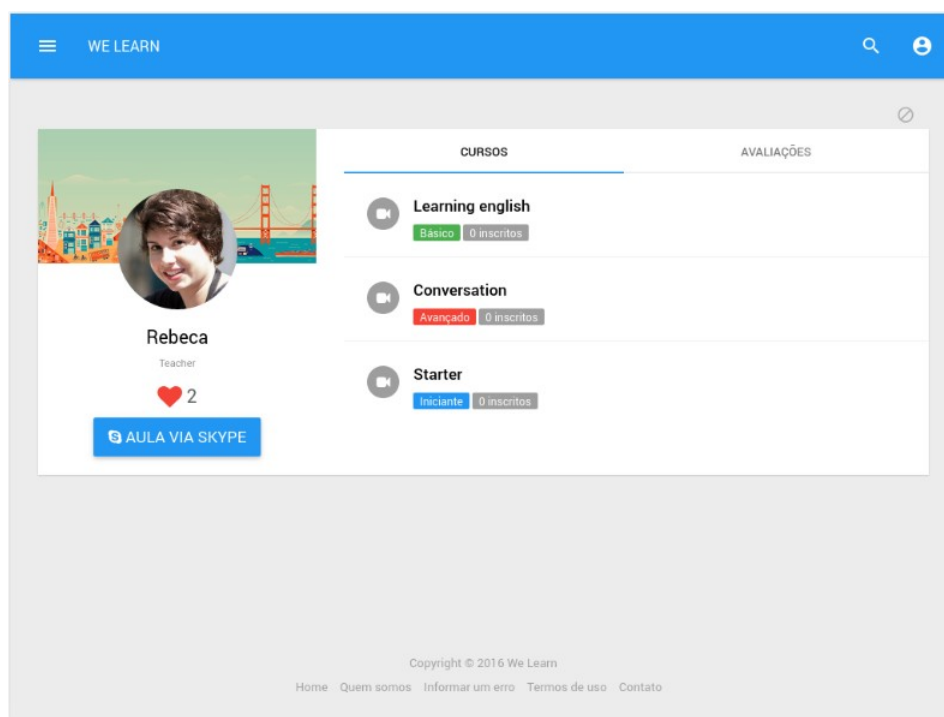 WE LEARN
CURSOS
AVALIAÇÕES
Learning english
Básico 0 inscritos
Conversation
Avançado 0 inscritos
Starter
Iniciante 0 inscritos
Rebeca
Teacher
2
AULA VIA SKYPE
Copyright © 2016 We Learn
Home Quem somos Informar um erro Termos de uso Contato